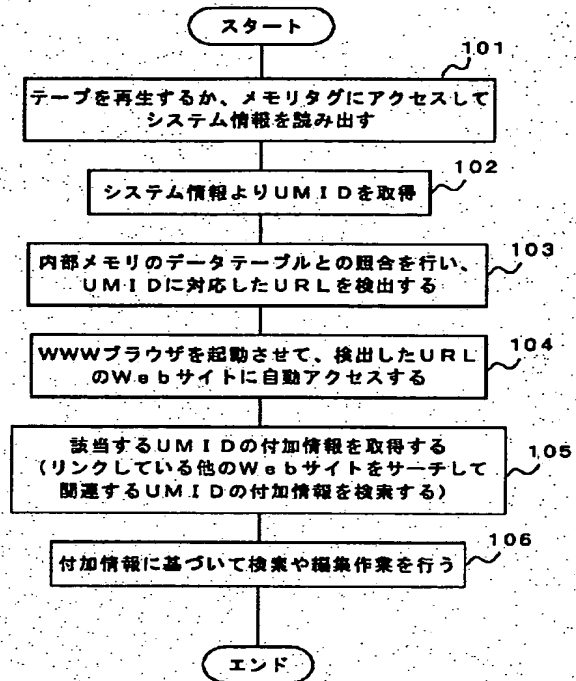 スタート
101
テープを再生するか、メモリタグにアクセスして
システム情報を読み出す
102
システム情報よりUMIDを取得
103
内部メモリのデータテーブルとの照合を行い、
UMIDに対応したURLを検出する
104
WWWブラウザを起動させて、検出したURL
のWebサイトに自動アクセスする
105
該当するUMIDの付加情報を取得する
(リンクしている他のWebサイトをサーチして
関連するUMIDの付加情報を検索する)
106
付加情報に基づいて検索や編集作業を行う
エンド